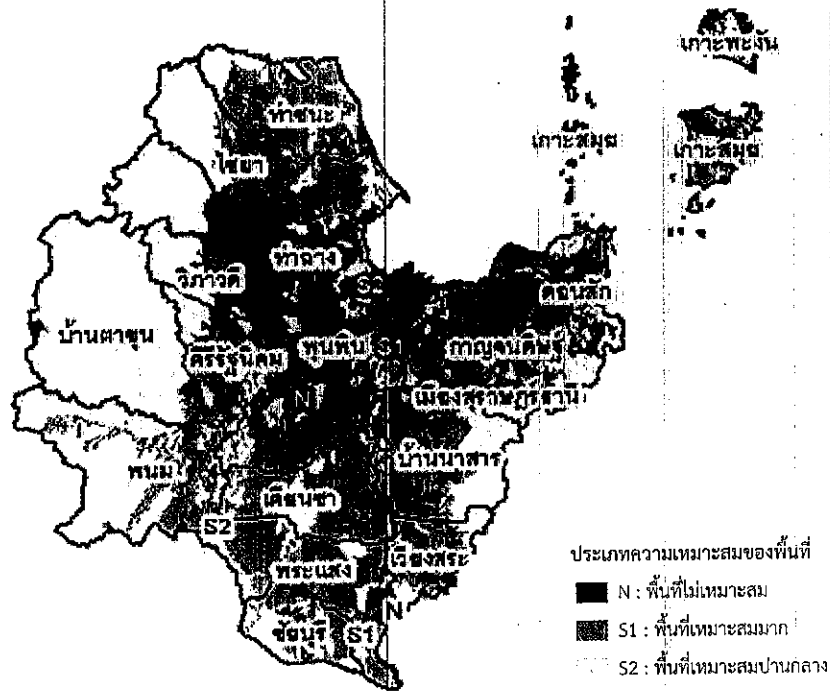 เกาะพะงัน
ท่าชนะ
เกาะสมุย
เกาะสมุย
ไชยา
ท่าฉาง
วิภาวดี
S2
ดอนสัก
บ้านตาขุน
คีรีรัฐนิคม
พุนพิน
S1
กาญจนดิษฐ์
N
เมืองสุราษฎร์ธานี
บ้านนาสาร
พนม
เคียนซา
S2
เวียงสระ
พระแสง
N
ชัยบุรี
S1
ประเภทความเหมาะสมของพื้นที่
N : พื้นที่ไม่เหมาะสม
S1 : พื้นที่เหมาะสมมาก
S2 : พื้นที่เหมาะสมปานกลาง